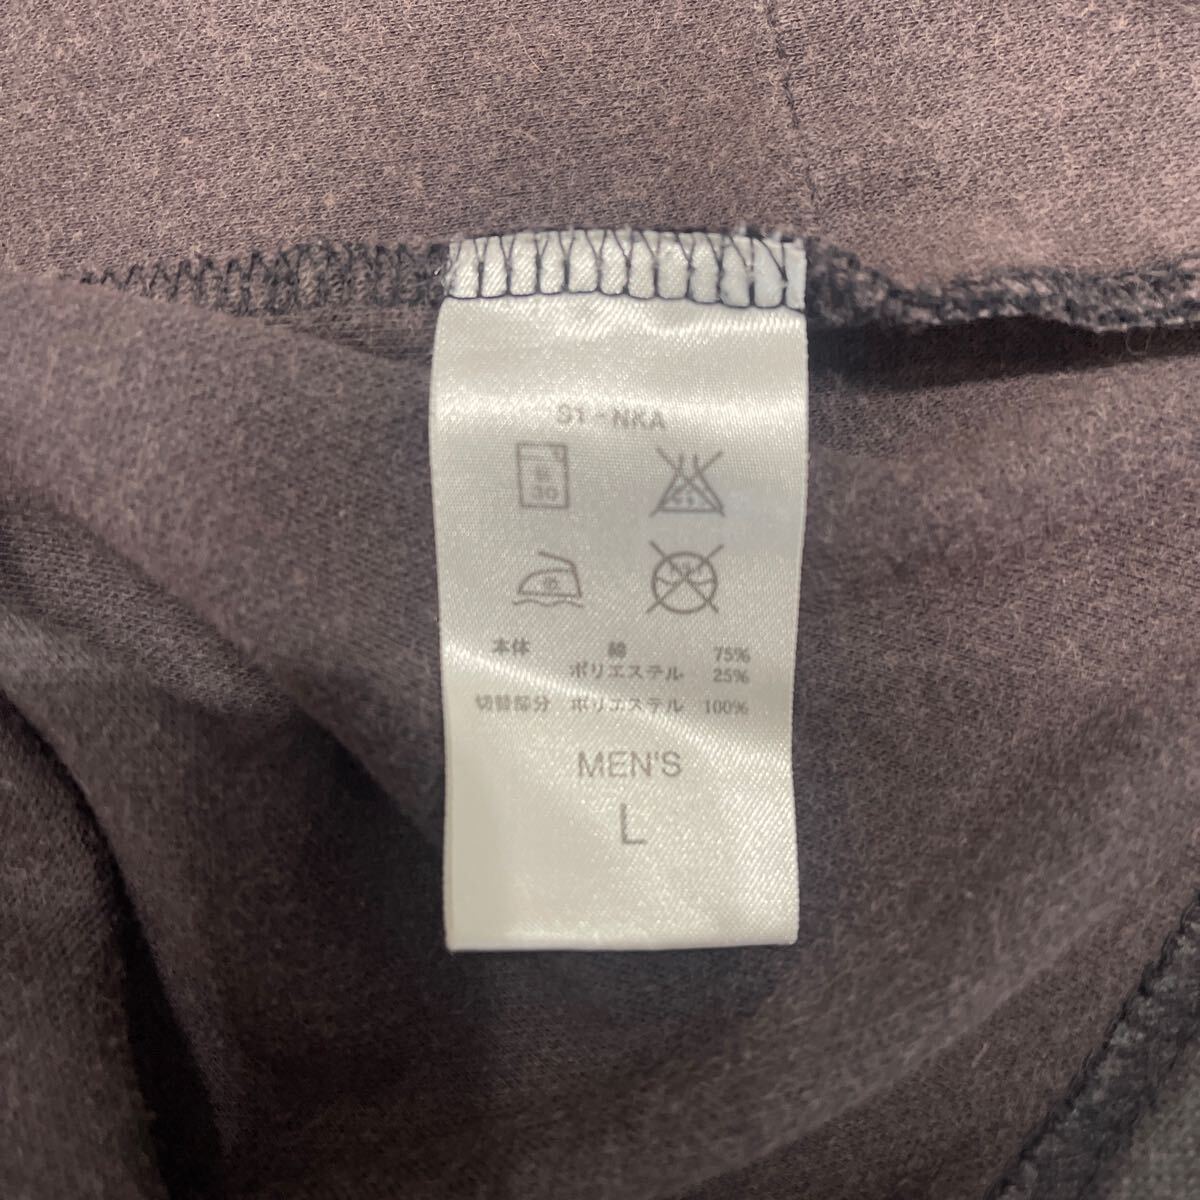 S1-NKA
30
本体 綿 75%
ポリエステル 25%
切替部分 ポリエステル 100%
MEN'S
L